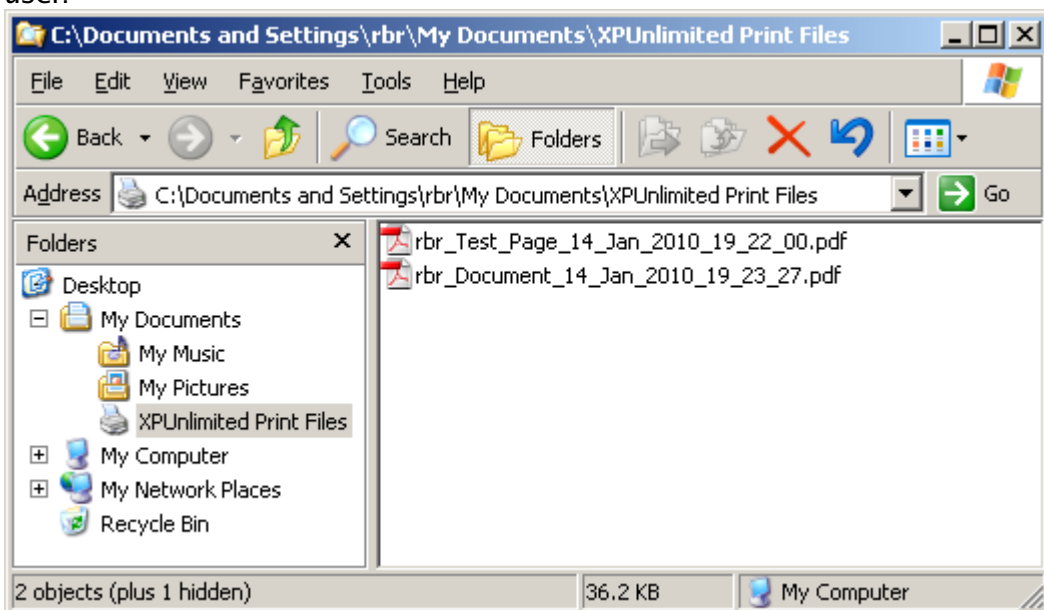 user.
C:\Documents and Settings\rbr\My Documents\XPUnlimited Print Files
File Edit View Favorites Tools Help
Back Search Folders
Address C:\Documents and Settings\rbr\My Documents\XPUnlimited Print Files Go
Folders
Desktop
My Documents
My Music
My Pictures
XPUnlimited Print Files
My Computer
My Network Places
Recycle Bin
rbr_Test_Page_14_Jan_2010_19_22_00.pdf
rbr_Document_14_Jan_2010_19_23_27.pdf
2 objects (plus 1 hidden) 36.2 KB My Computer